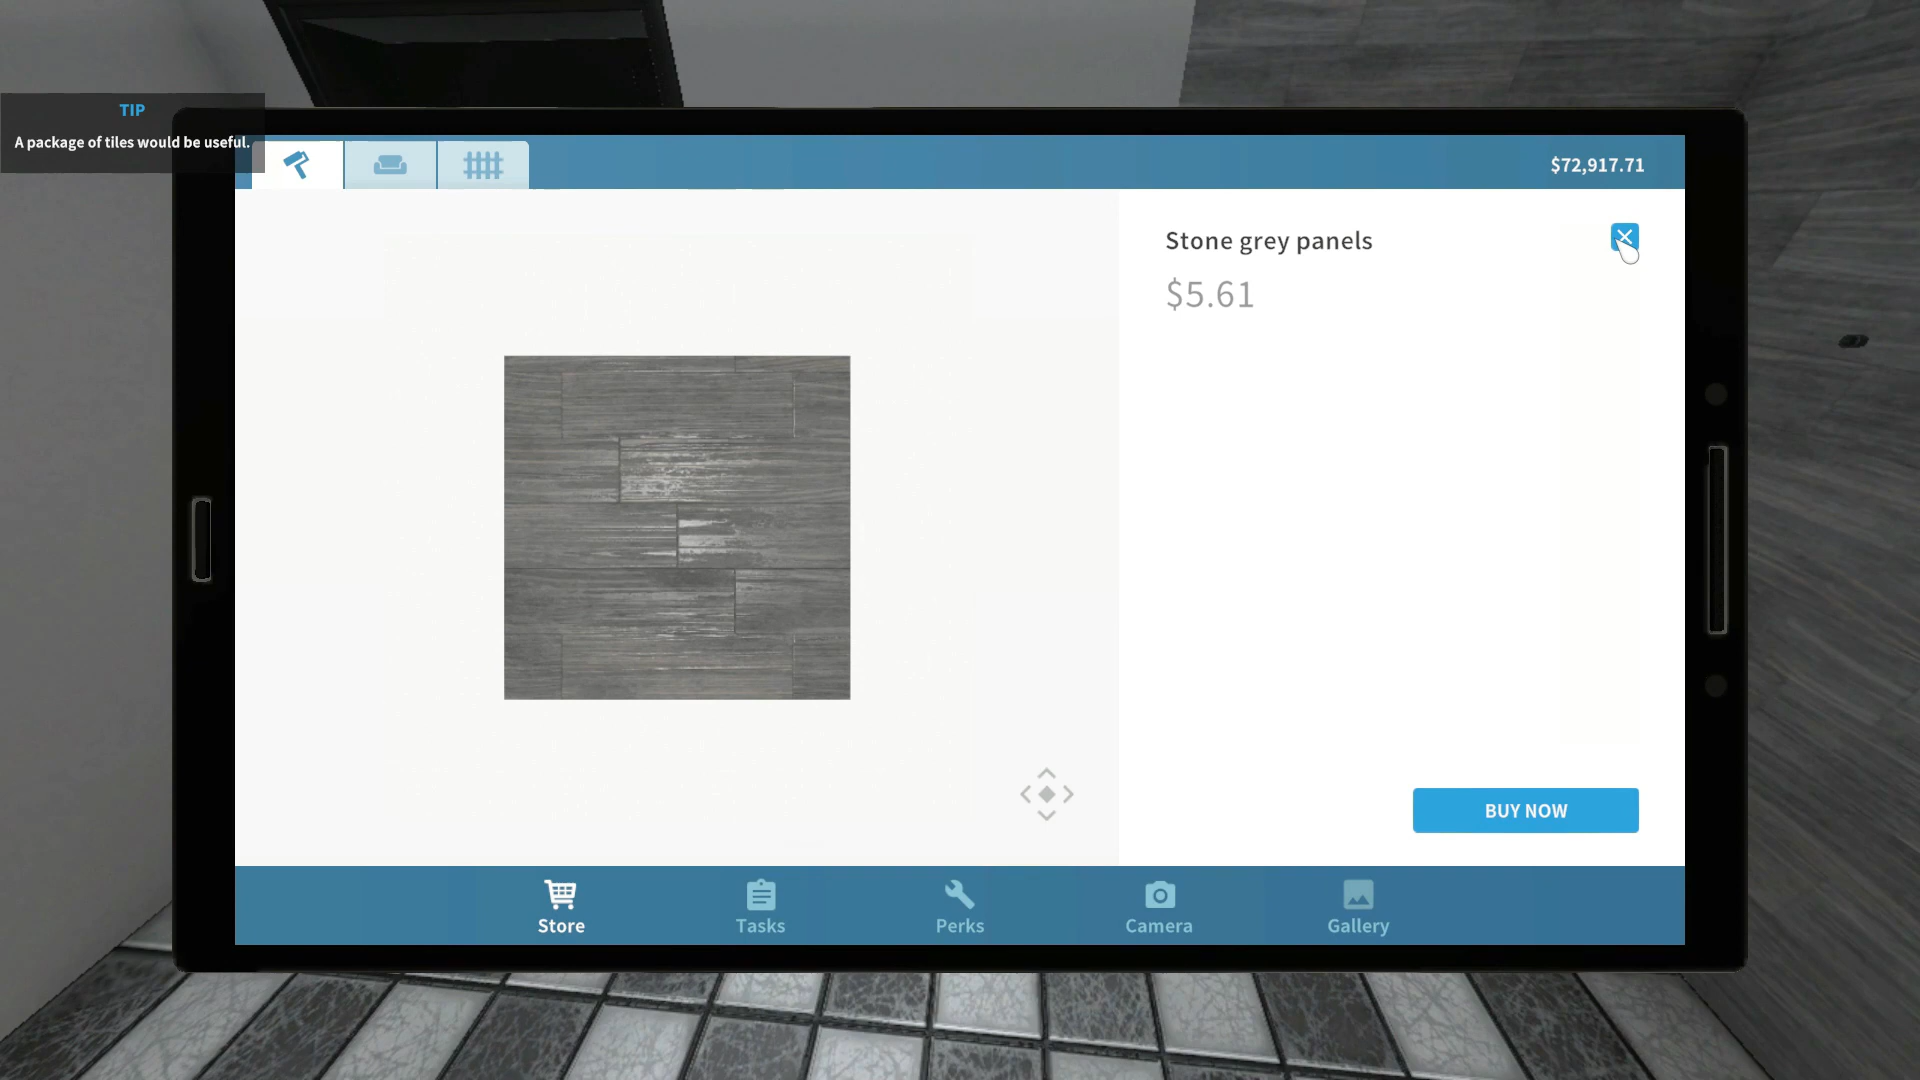 TIP
A package of tiles would be useful.
$72,917.71
Stone grey panels
$5.61
BUY NOW
Store
Tasks
Perks
Camera
Gallery